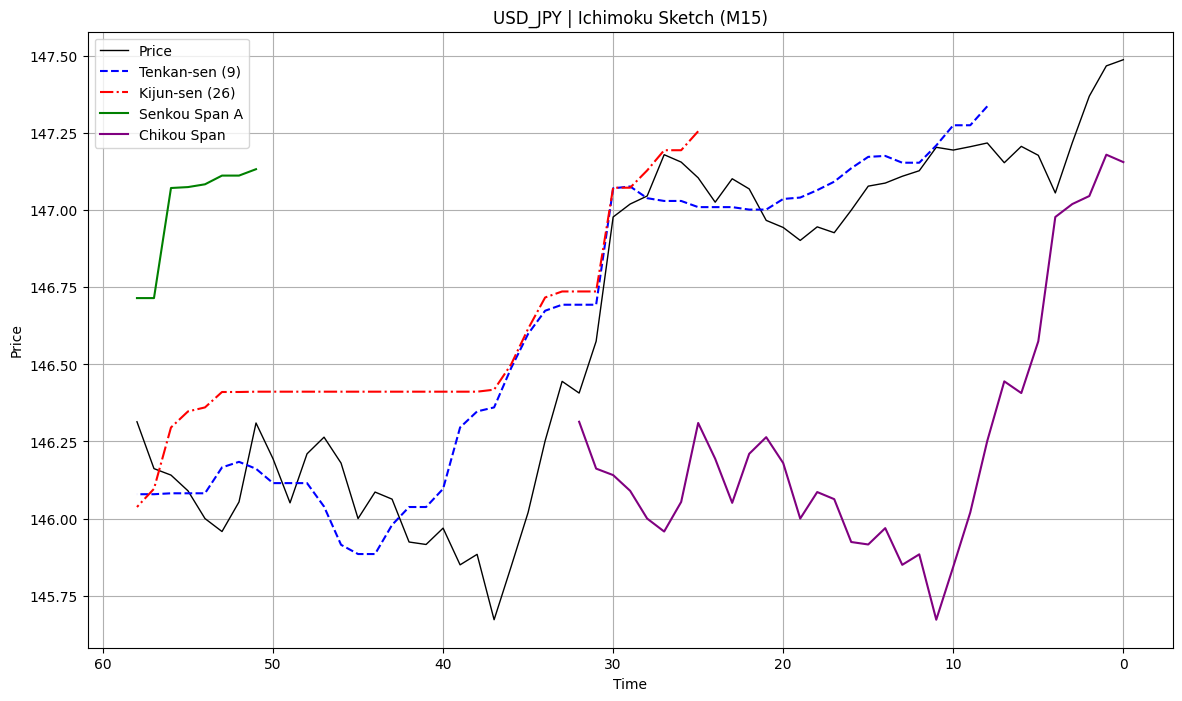 USD_JPY | Ichimoku Sketch (M15)
Price
Tenkan-sen (9)
Kijun-sen (26)
Senkou Span A
Chikou Span
147.50
147.25
147.00
146.75
146.50
146.25
146.00
145.75
Price
60
50
40
30
20
10
0
Time